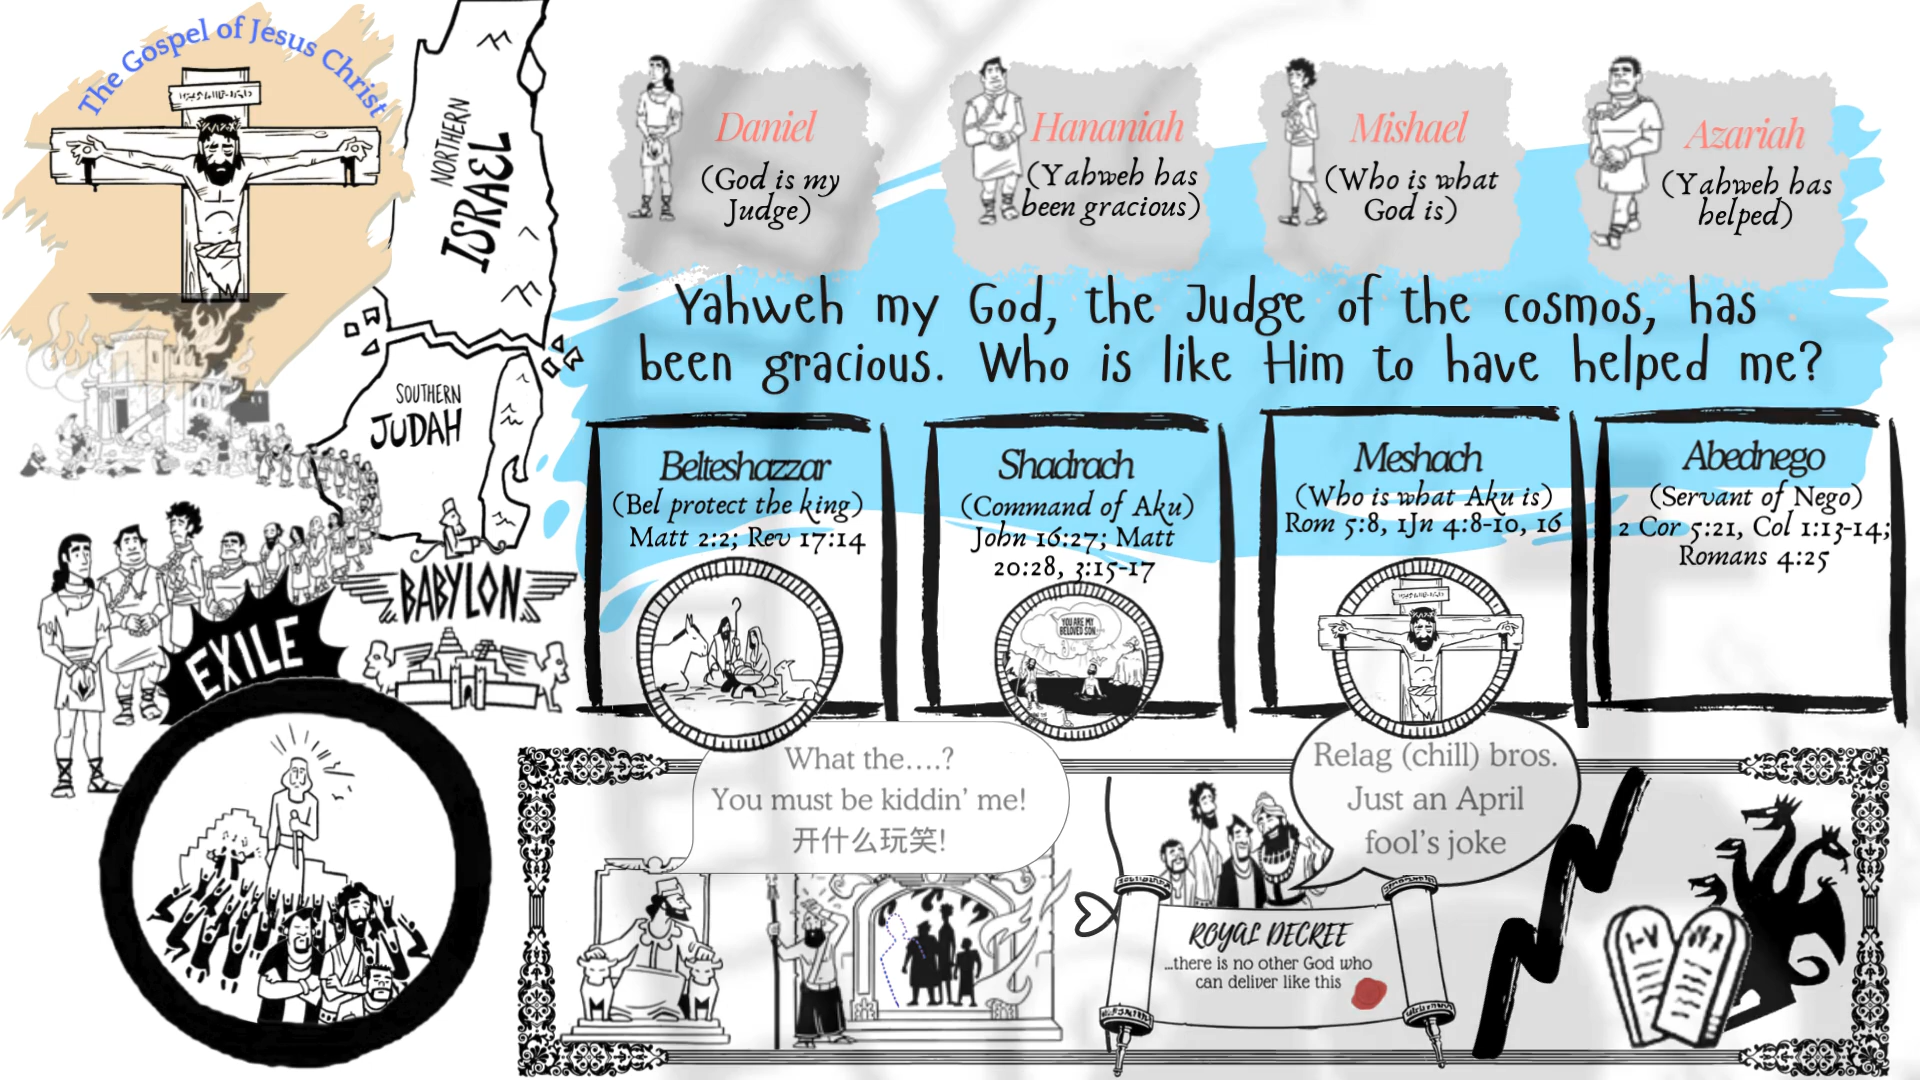 The Gospel of Jesus Christ
NORTHERN
ISRAEL
SOUTHERN
JUDAH
BABYLON
EXILE
Daniel
(God is my
Judge)
Hananiah
(Yahweh has
been gracious)
Mishael
(Who is what
God is)
Azariah
(Yahweh has
helped)
Yahweh my God, the Judge of the cosmos, has
been gracious. Who is like Him to have helped me?
Belteshazzar
(Bel protect the king)
Matt 2:2; Rev 17:14
Shadrach
(Command of Aku)
John 16:27; Matt
20:28, 3:15-17
YOU ARE MY
BELOVED SON
Meshach
(Who is what Aku is)
Rom 5:8, 1Jn 4:8-10, 16
Abednego
(Servant of Nego)
2 Cor 5:21, Col 1:13-14;
Romans 4:25
What the....?
You must be kiddin' me!
开什么玩笑!
Relag (chill) bros.
Just an April
fool's joke
ROYAL DECREE
...there is no other God who
can deliver like this
I-V